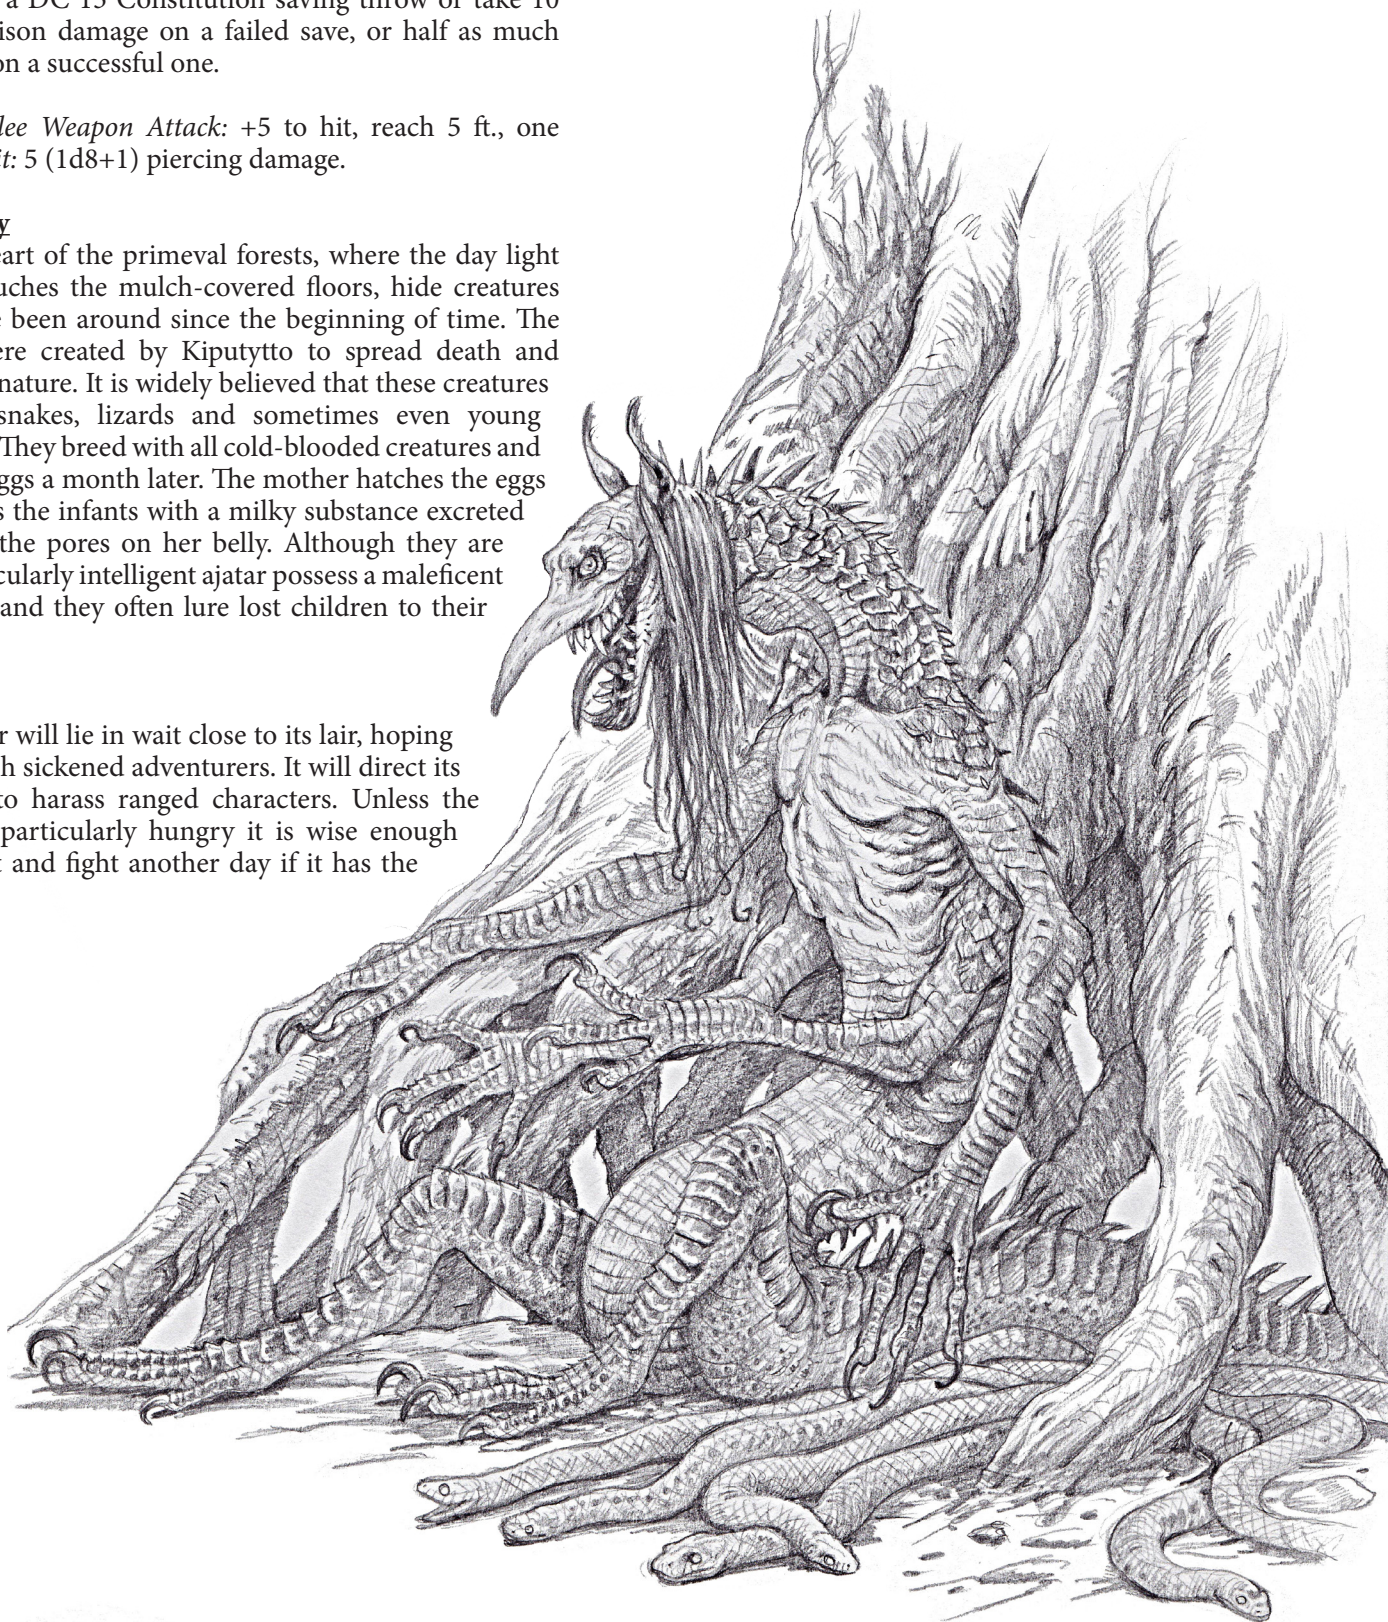 a DC 15 Constitution saving throw or take 10
ison damage on a failed save, or half as much
on a successful one.
lee Weapon Attack: +5 to hit, reach 5 ft., one
it: 5 (1d8+1) piercing damage.
y
eart of the primeval forests, where the day light
uches the mulch-covered floors, hide creatures
e been around since the beginning of time. The
ere created by Kiputytto to spread death and
nature. It is widely believed that these creatures
snakes, lizards and sometimes even young
They breed with all cold-blooded creatures and
ggs a month later. The mother hatches the eggs
s the infants with a milky substance excreted
the pores on her belly. Although they are
cularly intelligent ajatar possess a maleficent
and they often lure lost children to their
r will lie in wait close to its lair, hoping
h sickened adventurers. It will direct its
to harass ranged characters. Unless the
particularly hungry it is wise enough
t and fight another day if it has the